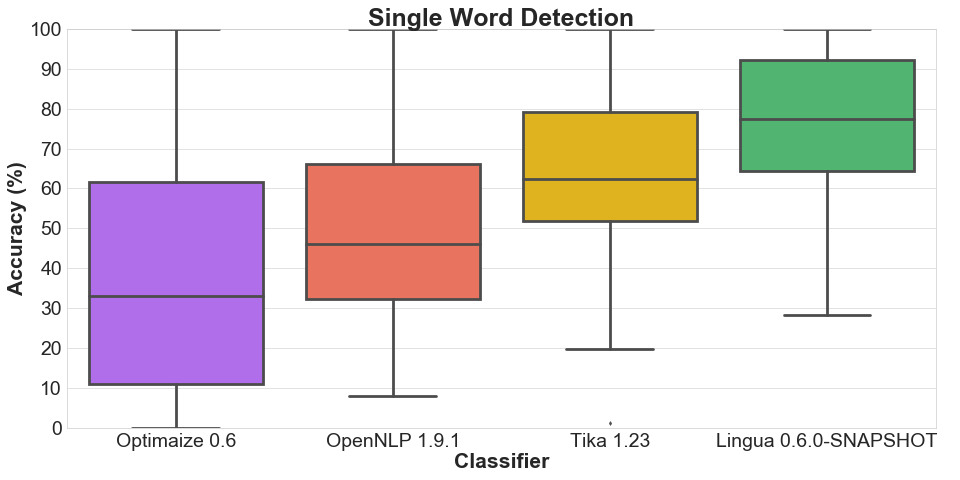 Single Word Detection
100
90
80
70
60
50
40
30
20
10
0
Accuracy (%)
Optimaize 0.6 OpenNLP 1.9.1 Tika 1.23 Lingua 0.6.0-SNAPSHOT
Classifier